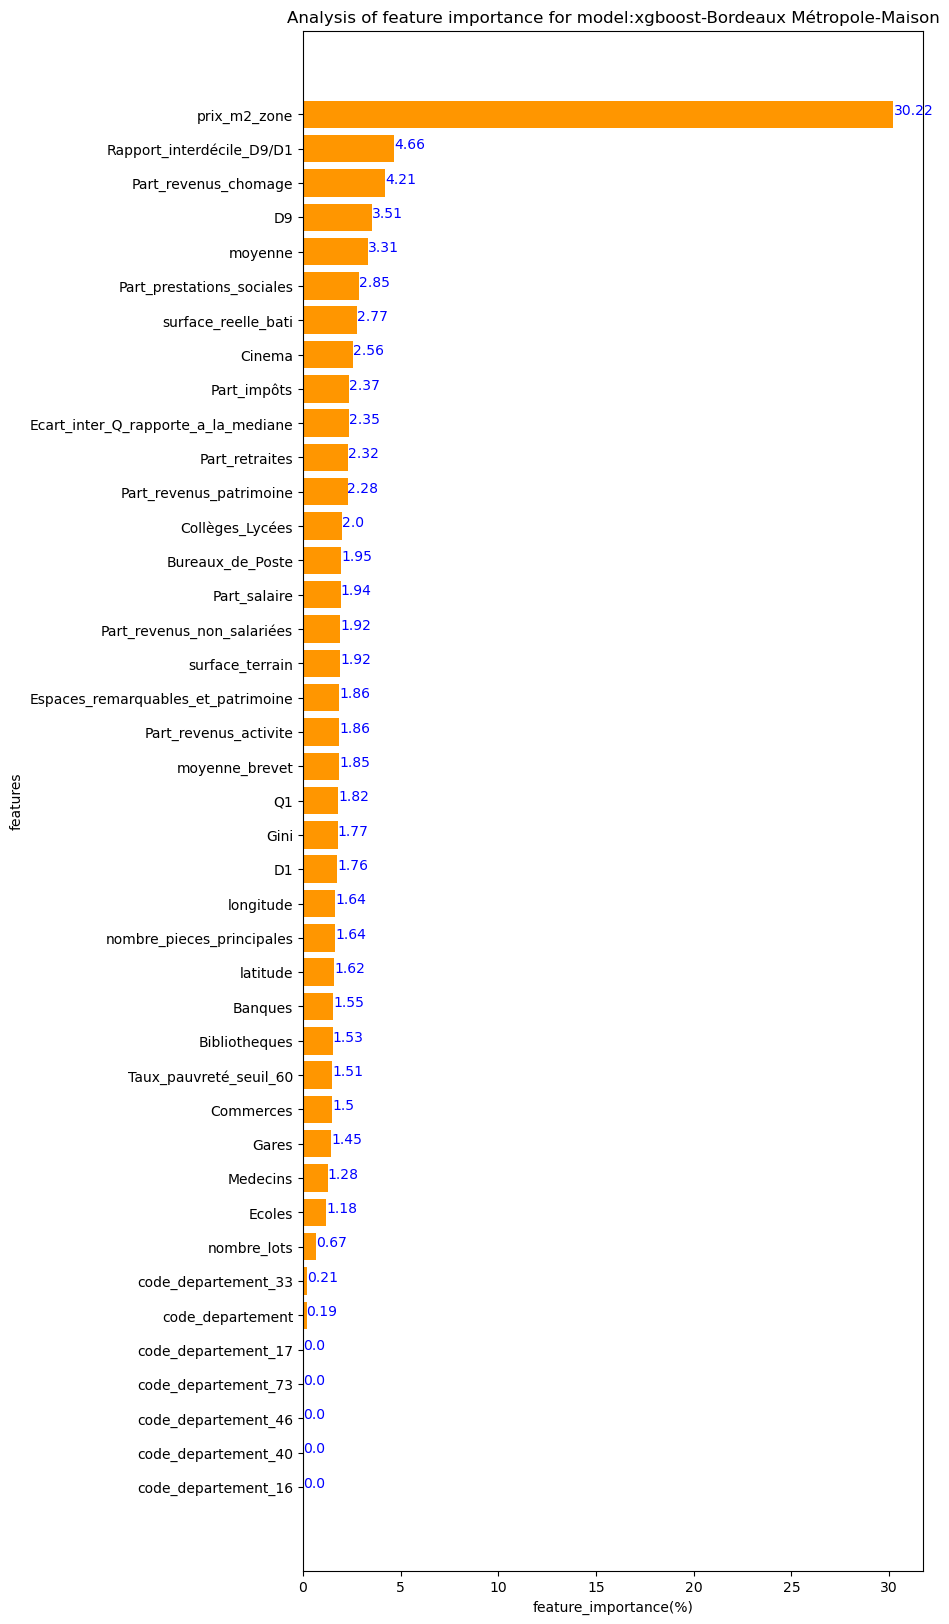 Analysis of feature importance for model:xgboost-Bordeaux Métropole-Maison
prix_m2_zone 30.22
Rapport_interdécile_D9/D1 4.66
Part_revenus_chomage 4.21
D9 3.51
moyenne 3.31
Part_prestations_sociales 2.85
surface_reelle_bati 2.77
Cinema 2.56
Part_impôts 2.37
Ecart_inter_Q_rapporte_a_la_mediane 2.35
Part_retraites 2.32
Part_revenus_patrimoine 2.28
Collèges_Lycées 2.0
Bureaux_de_Poste 1.95
Part_salaire 1.94
Part_revenus_non_salariées 1.92
surface_terrain 1.92
Espaces_remarquables_et_patrimoine 1.86
Part_revenus_activite 1.86
moyenne_brevet 1.85
Q1 1.82
Gini 1.77
D1 1.76
longitude 1.64
nombre_pieces_principales 1.64
latitude 1.62
Banques 1.55
Bibliotheques 1.53
Taux_pauvreté_seuil_60 1.51
Commerces 1.5
Gares 1.45
Medecins 1.28
Ecoles 1.18
nombre_lots 0.67
code_departement_33 0.21
code_departement 0.19
code_departement_17 0.0
code_departement_73 0.0
code_departement_46 0.0
code_departement_40 0.0
code_departement_16 0.0
features
0 5 10 15 20 25 30
feature_importance(%)